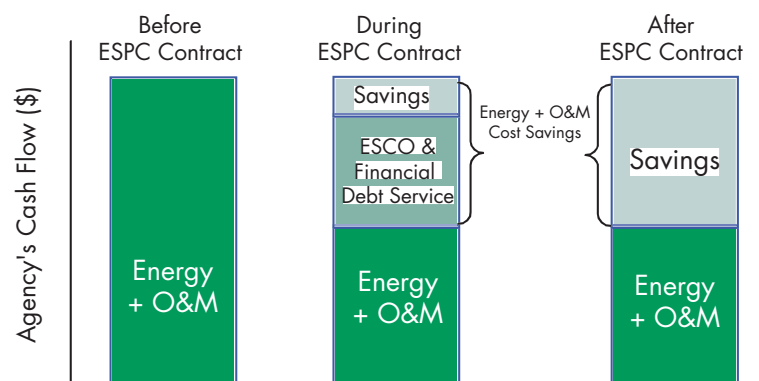 Before
ESPC Contract
During
ESPC Contract
After
ESPC Contract
Agency's Cash Flow ($)
Energy
+ O&M
Savings
ESCO &
Financial
Debt Service
Energy
+ O&M
Energy + O&M
Cost Savings
Savings
Energy
+ O&M